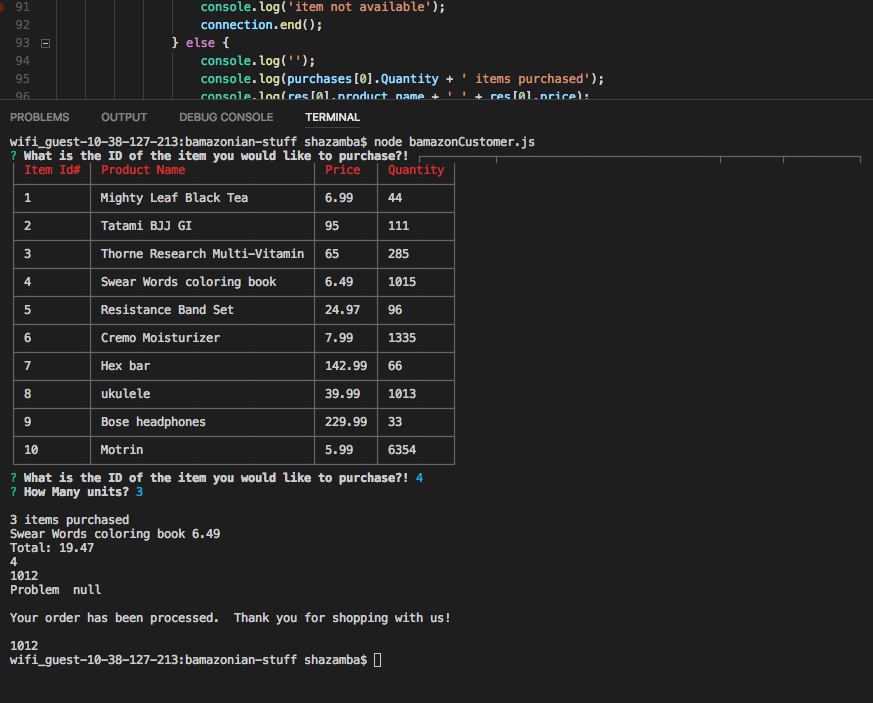 91 console.log('item not available');
92 connection.end();
93 } else {
94 console.log('');
95 console.log(purchases[0].Quantity + ' items purchased');
96 console.log(res[0].product_name + ' ' + res[0].price);
PROBLEMS OUTPUT DEBUG CONSOLE TERMINAL
wifi_guest-10-38-127-213:bamazonian-stuff shazamba$ node bamazonCustomer.js
? What is the ID of the item you would like to purchase?!
Item Id# Product Name Price Quantity
1 Mighty Leaf Black Tea 6.99 44
2 Tatami BJJ GI 95 111
3 Thorne Research Multi-Vitamin 65 285
4 Swear Words coloring book 6.49 1015
5 Resistance Band Set 24.97 96
6 Cremo Moisturizer 7.99 1335
7 Hex bar 142.99 66
8 ukulele 39.99 1013
9 Bose headphones 229.99 33
10 Motrin 5.99 6354
? What is the ID of the item you would like to purchase?! 4
? How Many units? 3
3 items purchased
Swear Words coloring book 6.49
Total: 19.47
4
1012
Problem  null
Your order has been processed.  Thank you for shopping with us!
1012
wifi_guest-10-38-127-213:bamazonian-stuff shazamba$